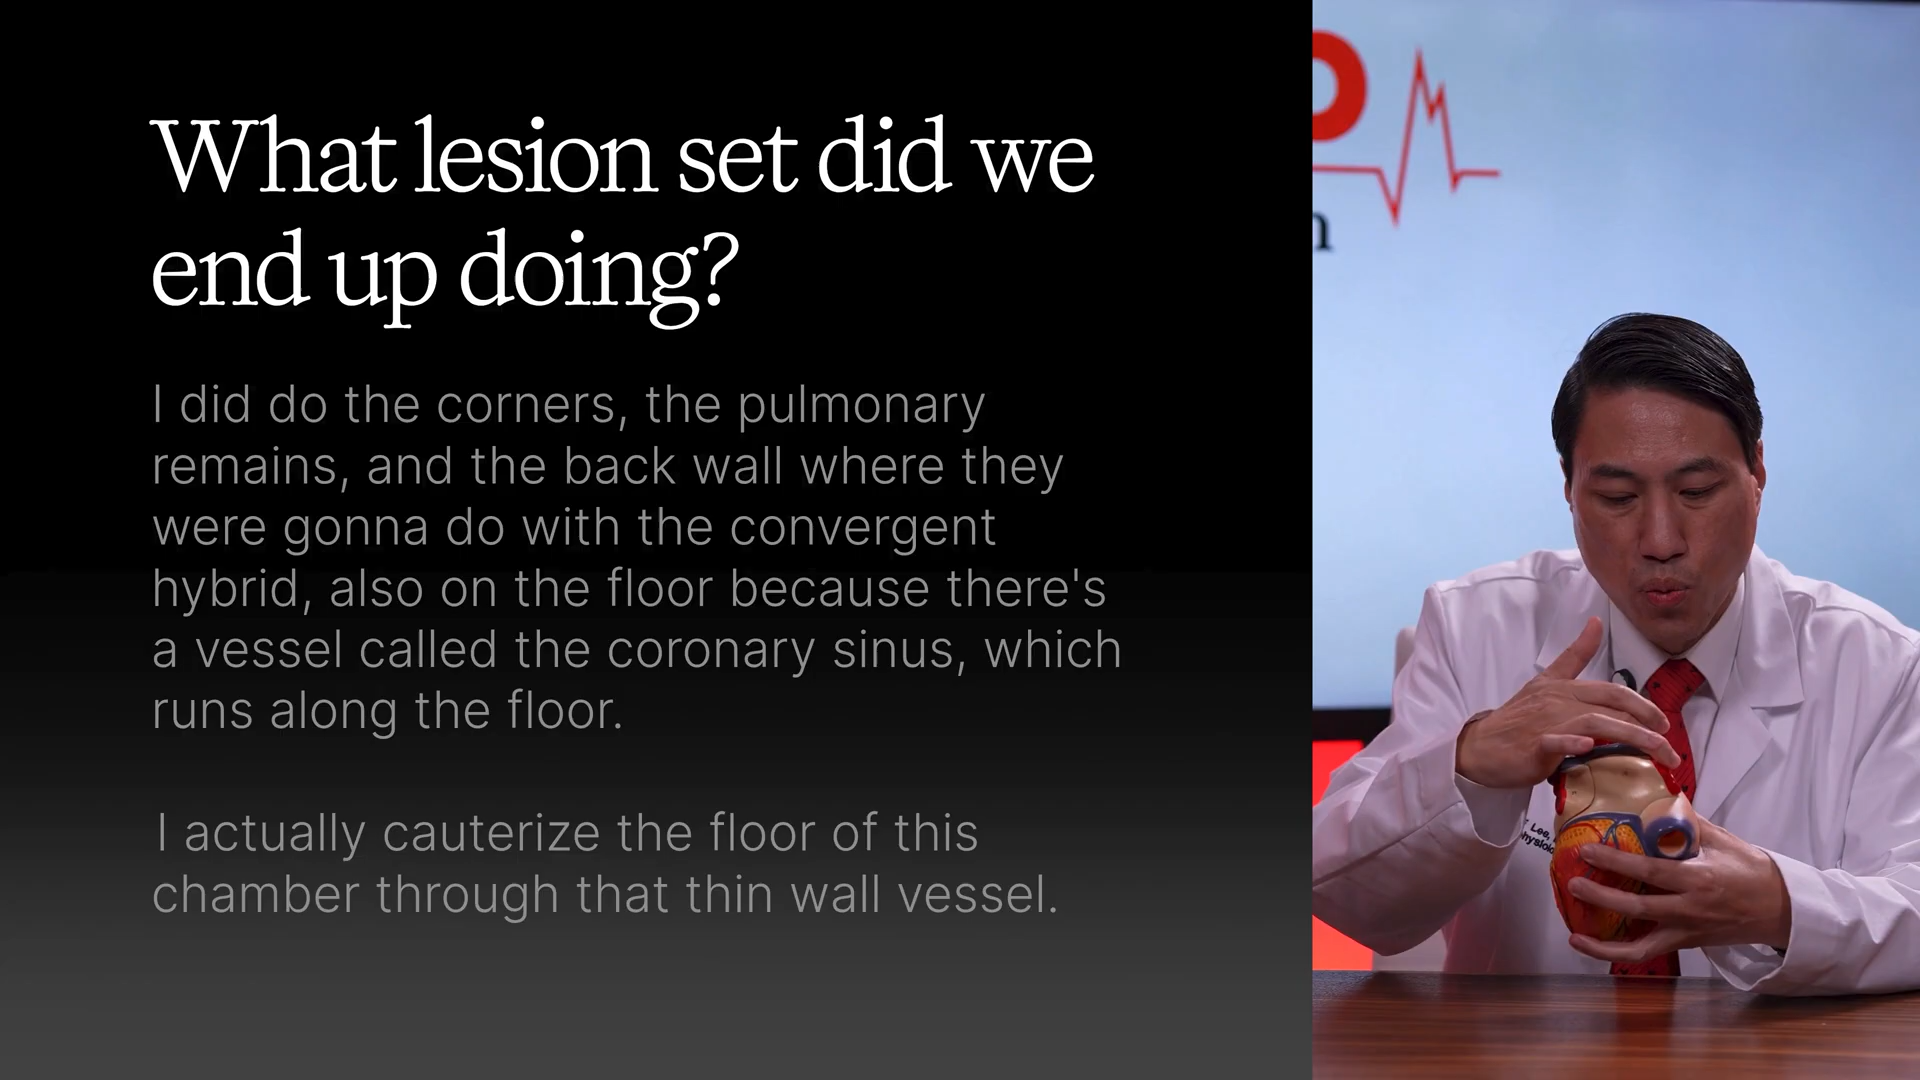 What lesion set did we
end up doing?
I did do the corners, the pulmonary
remains, and the back wall where they
were gonna do with the convergent
hybrid, also on the floor because there's
a vessel called the coronary sinus, which
runs along the floor.
I actually cauterize the floor of this
chamber through that thin wall vessel.
Lee,